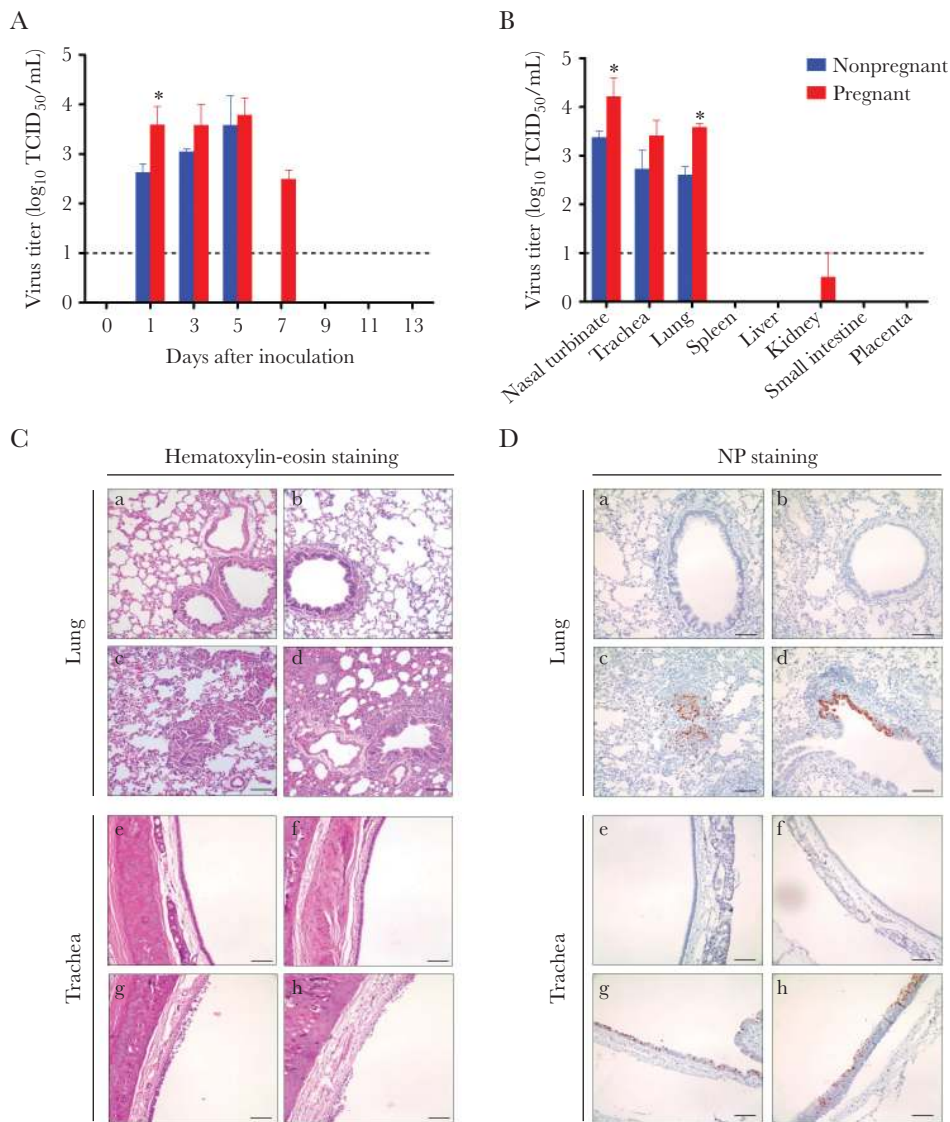 A
Virus titer (log10 TCID50/mL)
5
4
3
2
1
0
*
0 1 3 5 7 9 11 13
Days after inoculation
B
Virus titer (log10 TCID50/mL)
5
4
3
2
1
0
*
*
Nonpregnant
Pregnant
Nasal turbinate
Trachea
Lung
Spleen
Liver
Kidney
Small intestine
Placenta
C
Hematoxylin-eosin staining
Lung
a b
c d
Trachea
e f
g h
D
NP staining
Lung
a b
c d
Trachea
e f
g h